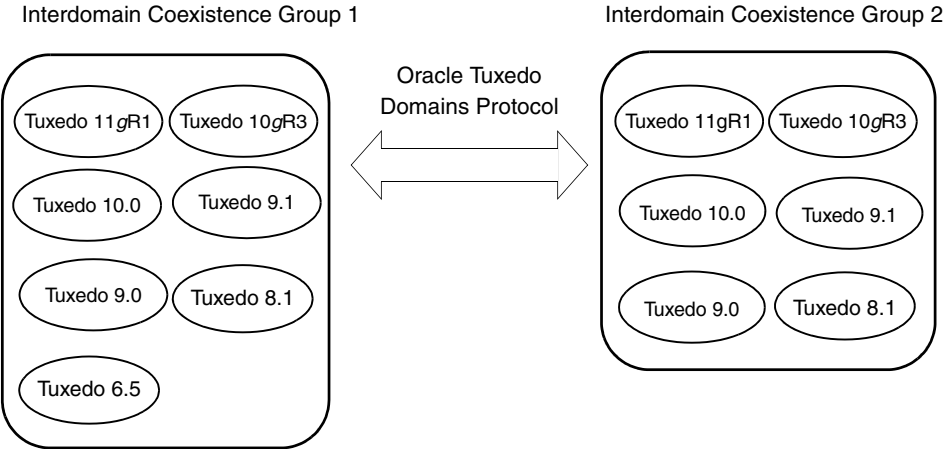 Interdomain Coexistence Group 1
Interdomain Coexistence Group 2
Oracle Tuxedo
Domains Protocol
Tuxedo 11gR1
Tuxedo 10gR3
Tuxedo 10.0
Tuxedo 9.1
Tuxedo 9.0
Tuxedo 8.1
Tuxedo 6.5
Tuxedo 11gR1
Tuxedo 10gR3
Tuxedo 10.0
Tuxedo 9.1
Tuxedo 9.0
Tuxedo 8.1